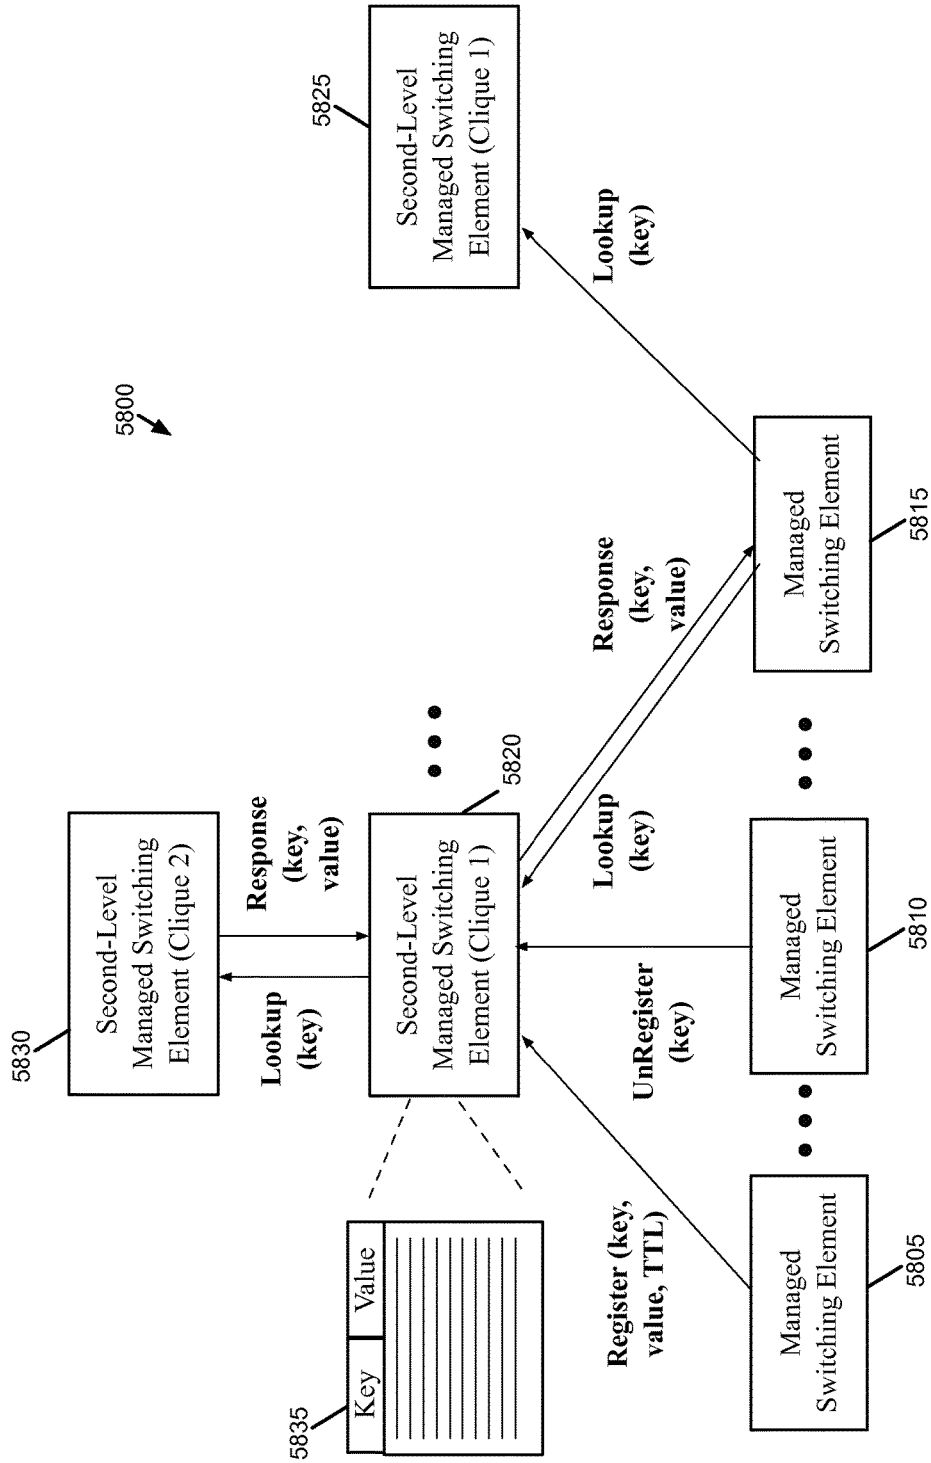 5800
5830
Second-Level
Managed Switching
Element (Clique 2)
Lookup
(key)
Response
(key,
value)
5835
Key
Value
Second-Level
Managed Switching
Element (Clique 1)
5820
5825
Second-Level
Managed Switching
Element (Clique 1)
Register (key,
value, TTL)
UnRegister
(key)
Lookup
(key)
Response
(key,
value)
Lookup
(key)
Managed
Switching Element
5805
Managed
Switching Element
5810
Managed
Switching Element
5815